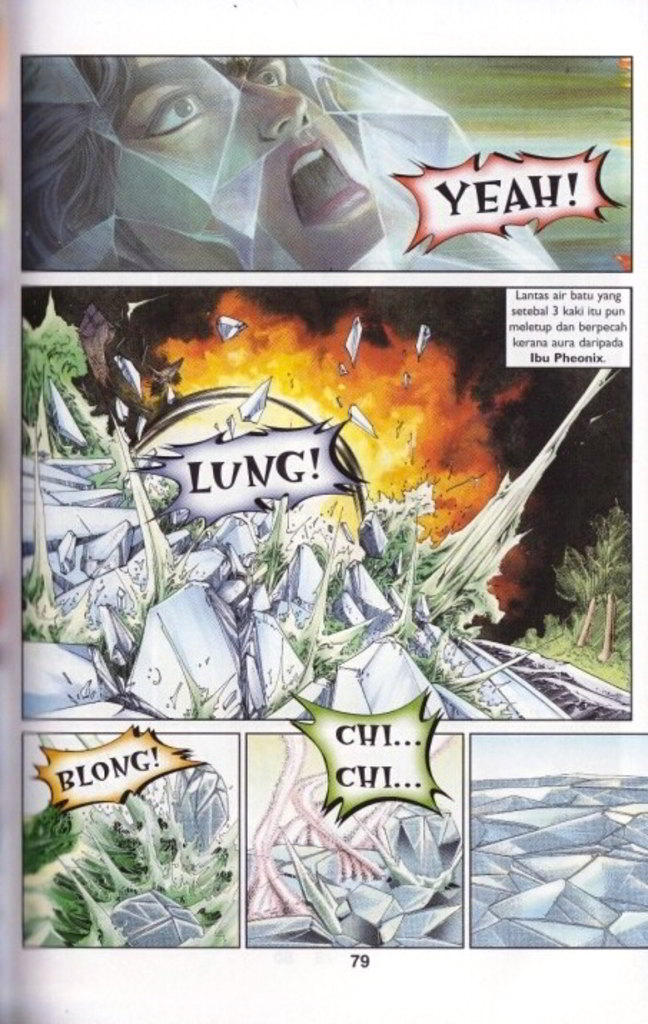 YEAH!
Lantas air batu yang
setebal 3 kaki itu pun
meletup dan berpecah
kerana aura daripada
Ibu Pheonix.
LUNG!
BLONG!
CHI...
CHI...
79